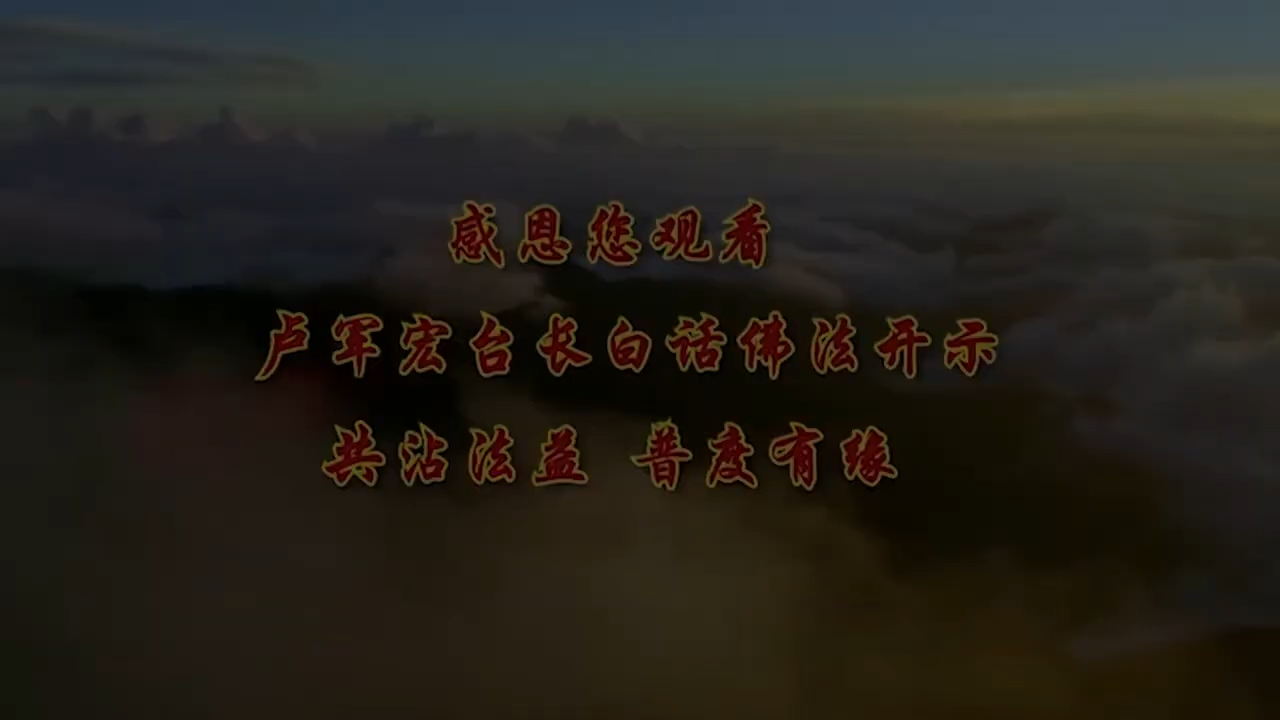 感恩您观看
卢军宏台长白话佛法开示
共沾法益 普度有缘